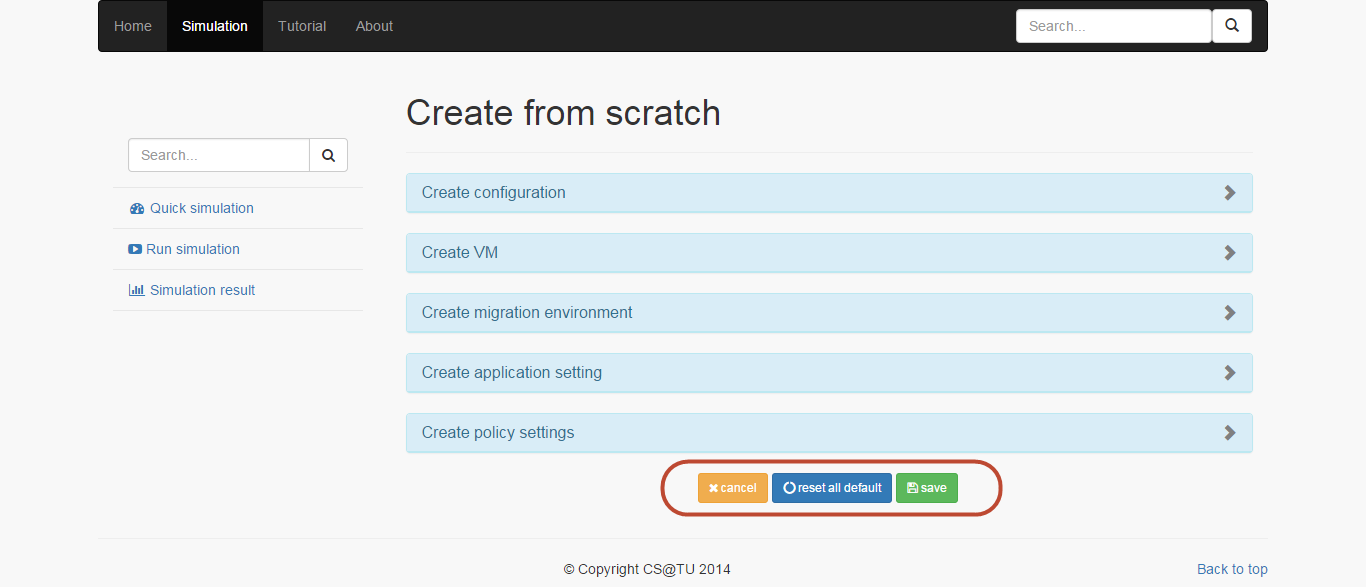 Home Simulation Tutorial About Search...
Create from scratch
Search...
Quick simulation
Run simulation
Simulation result
Create configuration
Create VM
Create migration environment
Create application setting
Create policy settings
cancel reset all default save
© Copyright CS@TU 2014 Back to top